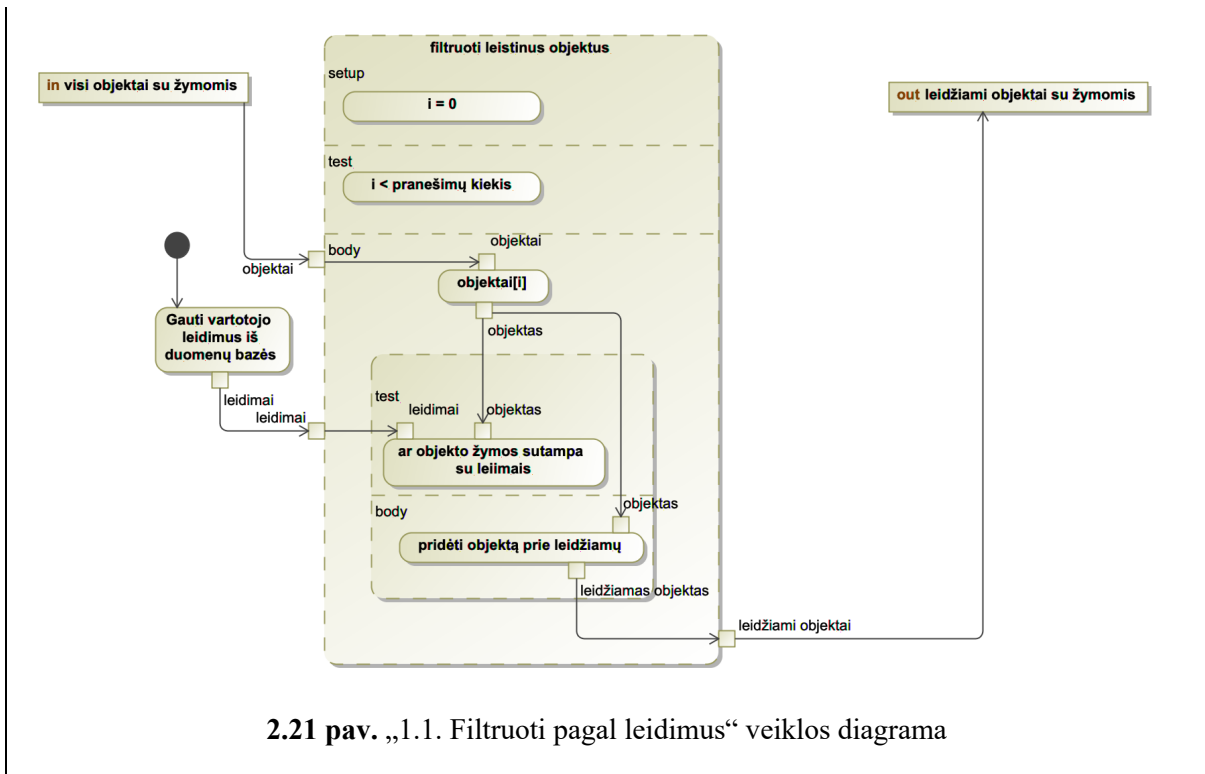 filtruoti leistinus objektus
setup
i = 0
in visi objektai su žymomis
out leidžiami objektai su žymomis
test
i < pranešimų kiekis
body
objektai
objektai
objektai[i]
objektas
Gauti vartotojo
leidimus iš
duomenų bazės
leidimai
leidimai
test
leidimai
objektas
ar objekto žymos sutampa
su leiimais
body
objektas
pridėti objektą prie leidžiamų
leidžiamas objektas
leidžiami objektai
2.21 pav. „1.1. Filtruoti pagal leidimus“ veiklos diagrama